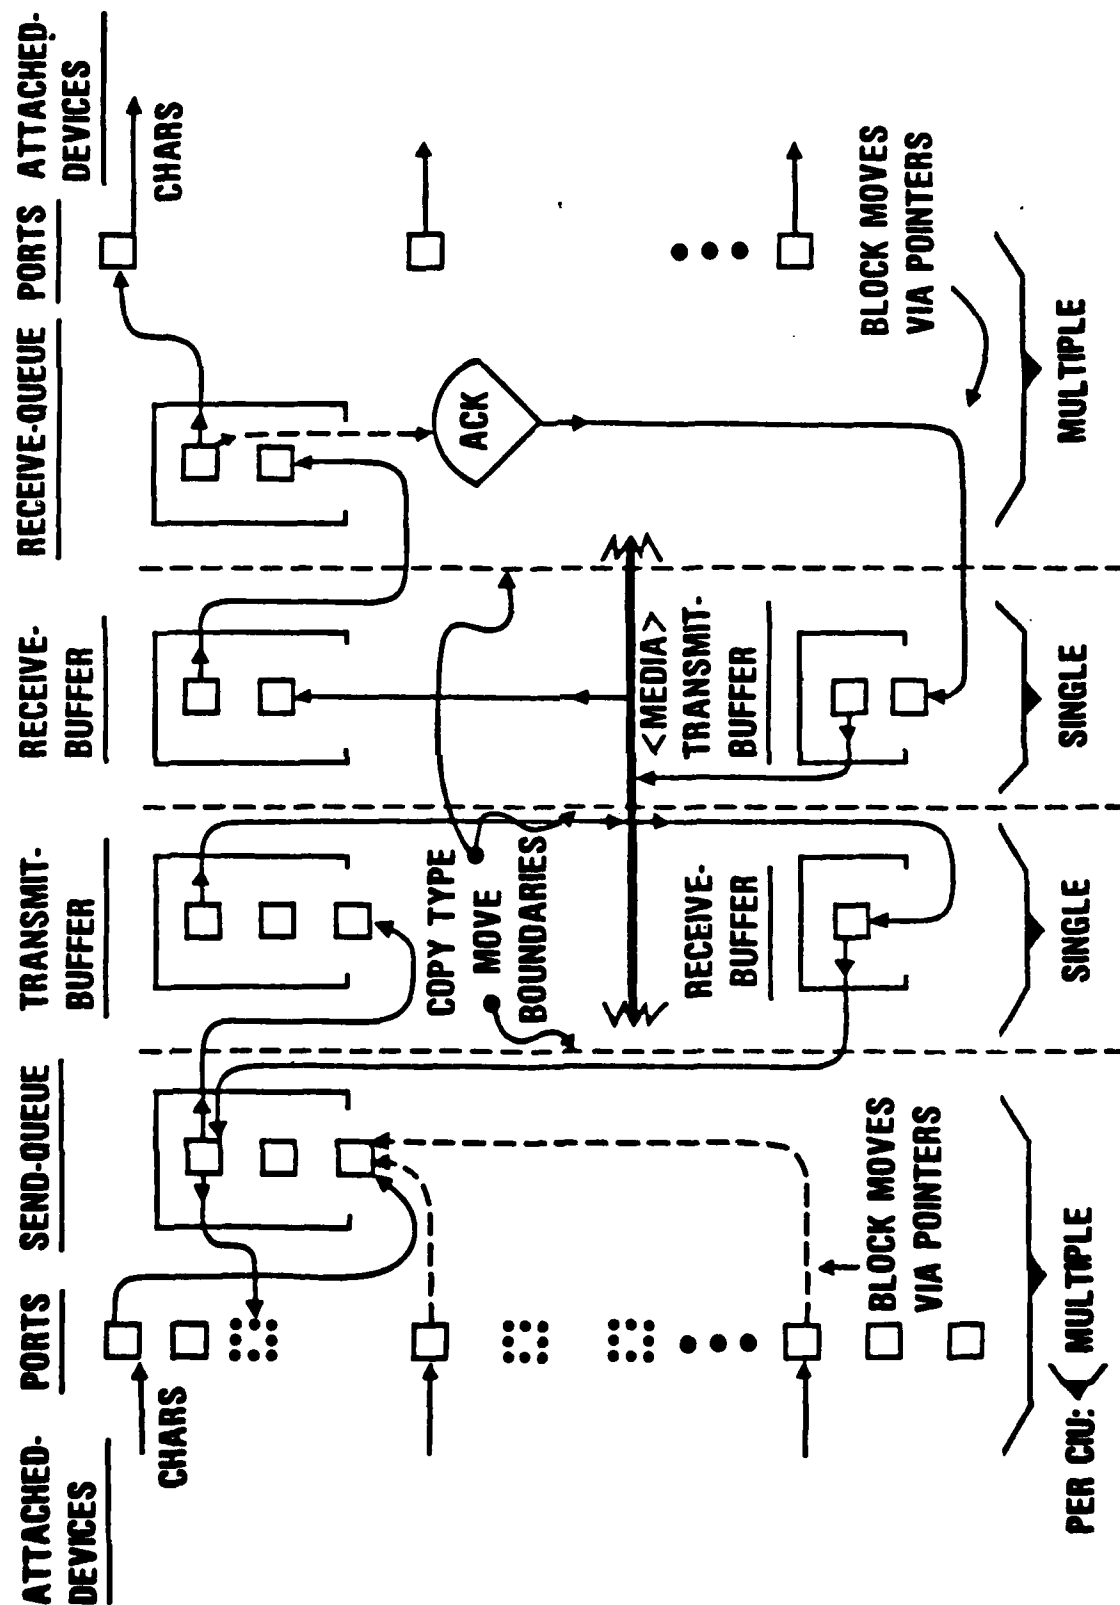 ATTACHED-
DEVICES
PORTS
SEND-QUEUE
TRANSMIT-
BUFFER
RECEIVE-
BUFFER
RECEIVE-QUEUE
PORTS
ATTACHED-
DEVICES
CHARS
CHARS
COPY TYPE
MOVE
BOUNDARIES
ACK
<MEDIA>
RECEIVE-
BUFFER
TRANSMIT-
BUFFER
BLOCK MOVES
VIA POINTERS
BLOCK MOVES
VIA POINTERS
PER CIU:
MULTIPLE
SINGLE
SINGLE
MULTIPLE